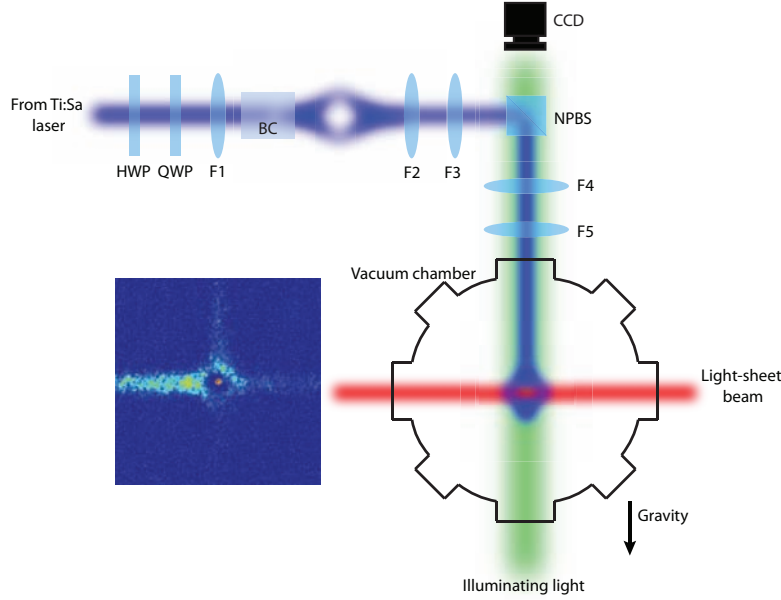 CCD
From Ti:Sa
laser
BC
NPBS
HWP QWP F1
F2 F3
F4
F5
Vacuum chamber
Light-sheet
beam
Gravity
Illuminating light